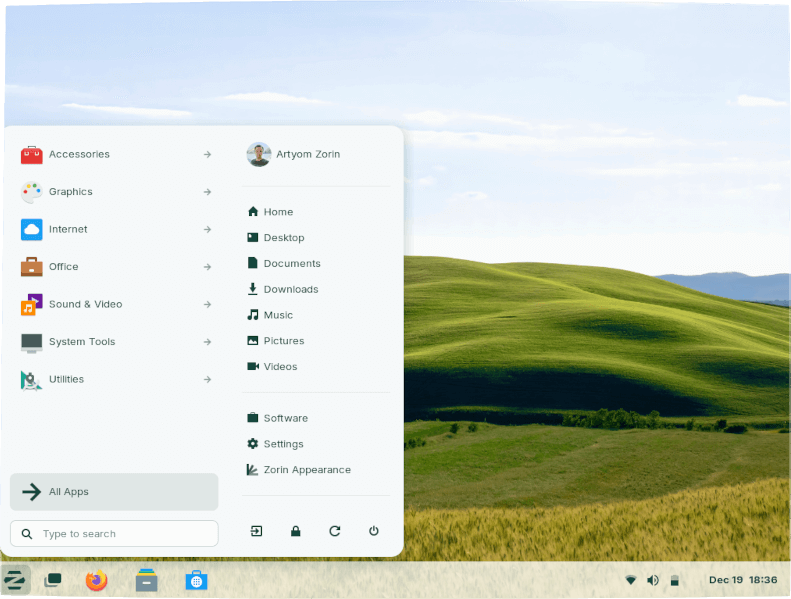 Accessories
Graphics
Internet
Office
Sound & Video
System Tools
Utilities
All Apps
Type to search
Artyom Zorin
Home
Desktop
Documents
Downloads
Music
Pictures
Videos
Software
Settings
Zorin Appearance
Dec 19 18:36